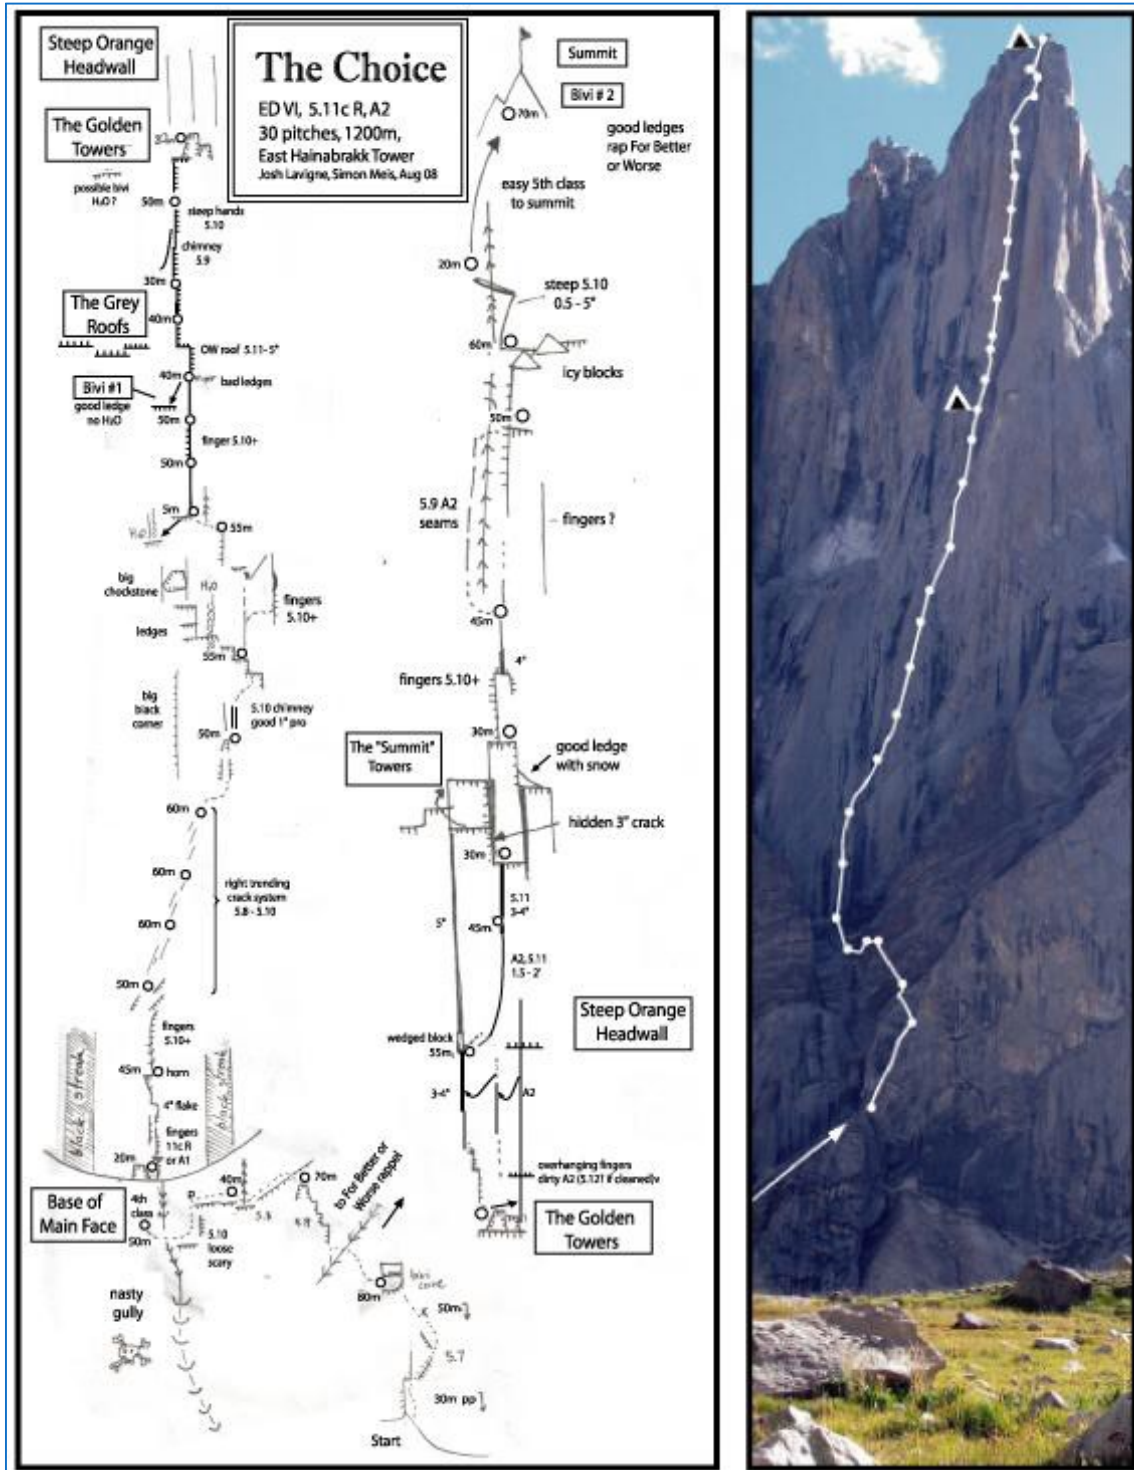 The Choice
ED VI, 5.11c R, A2
30 pitches, 1200m,
East Hainabrakk Tower
Josh Lavigne, Simon Meis, Aug 08
Steep Orange
Headwall
The Golden
Towers
possible bivi
H₂O ?
50m
steep hands
5.10
chimney
5.9
30m
The Grey
Roofs
40m
OW roof 5.11- 5"
40m
bad ledges
Bivi #1
good ledge
no H₂O
50m
finger 5.10+
50m
5m
H₂O
55m
big
chockstone
H₂O
fingers
5.10+
ledges
55m
big
black
corner
5.10 chimney
good 1" pro
50m
60m
60m
right trending
crack system
5.8 - 5.10
60m
50m
fingers
5.10+
45m
horn
4" flake
black streak
black streak
fingers
11c R
or A1
20m
Base of
Main Face
4th
class
50m
40m
70m
5.10
loose
scary
to For Better or
Worse rappel
nasty
gully
80m
bivi cave
50m
5.7
30m pp
Start
Summit
Bivi # 2
70m
good ledges
rap For Better
or Worse
easy 5th class
to summit
20m
steep 5.10
0.5 - 5"
60m
icy blocks
50m
5.9 A2
seams
fingers ?
45m
4"
fingers 5.10+
30m
The "Summit"
Towers
good ledge
with snow
hidden 3" crack
30m
5.11
3-4"
5"
45m
A2, 5.11
1.5 - 2'
Steep Orange
Headwall
wedged block
55m
3-4"
A2
overhanging fingers
dirty A2 (5.12? if cleaned)v
The Golden
Towers